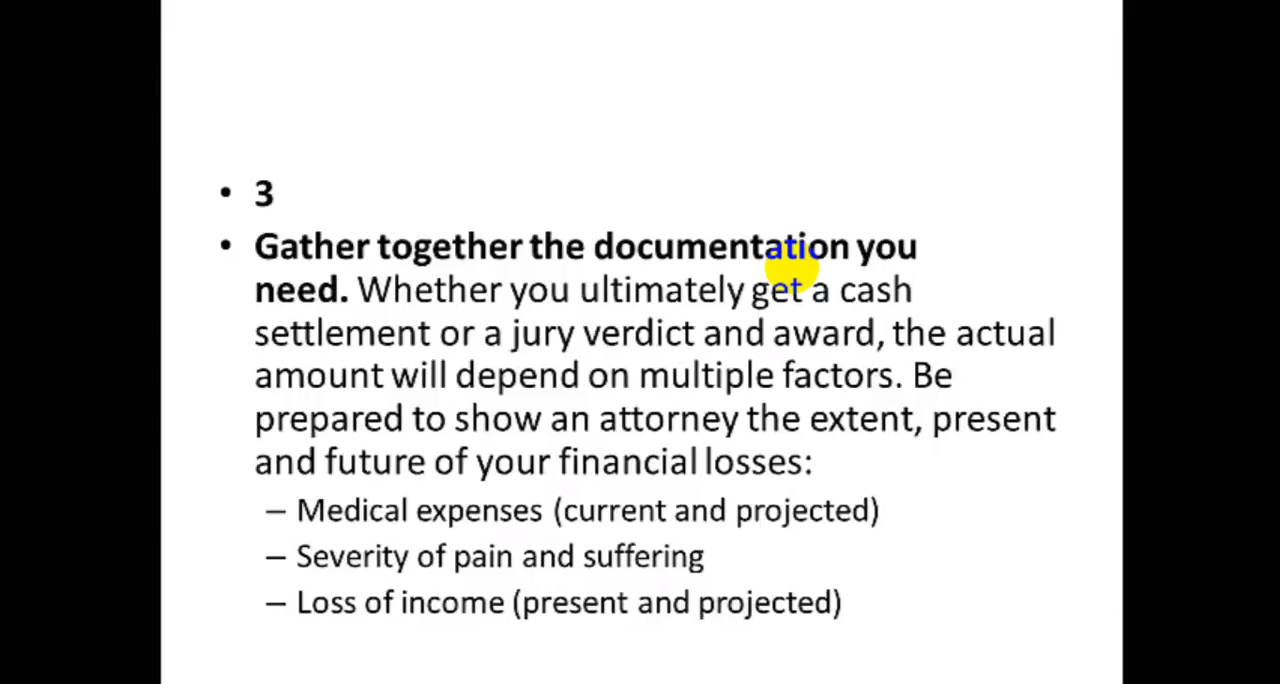 • 3
• Gather together the documentation you
need. Whether you ultimately get a cash
settlement or a jury verdict and award, the actual
amount will depend on multiple factors. Be
prepared to show an attorney the extent, present
and future of your financial losses:
– Medical expenses (current and projected)
– Severity of pain and suffering
– Loss of income (present and projected)